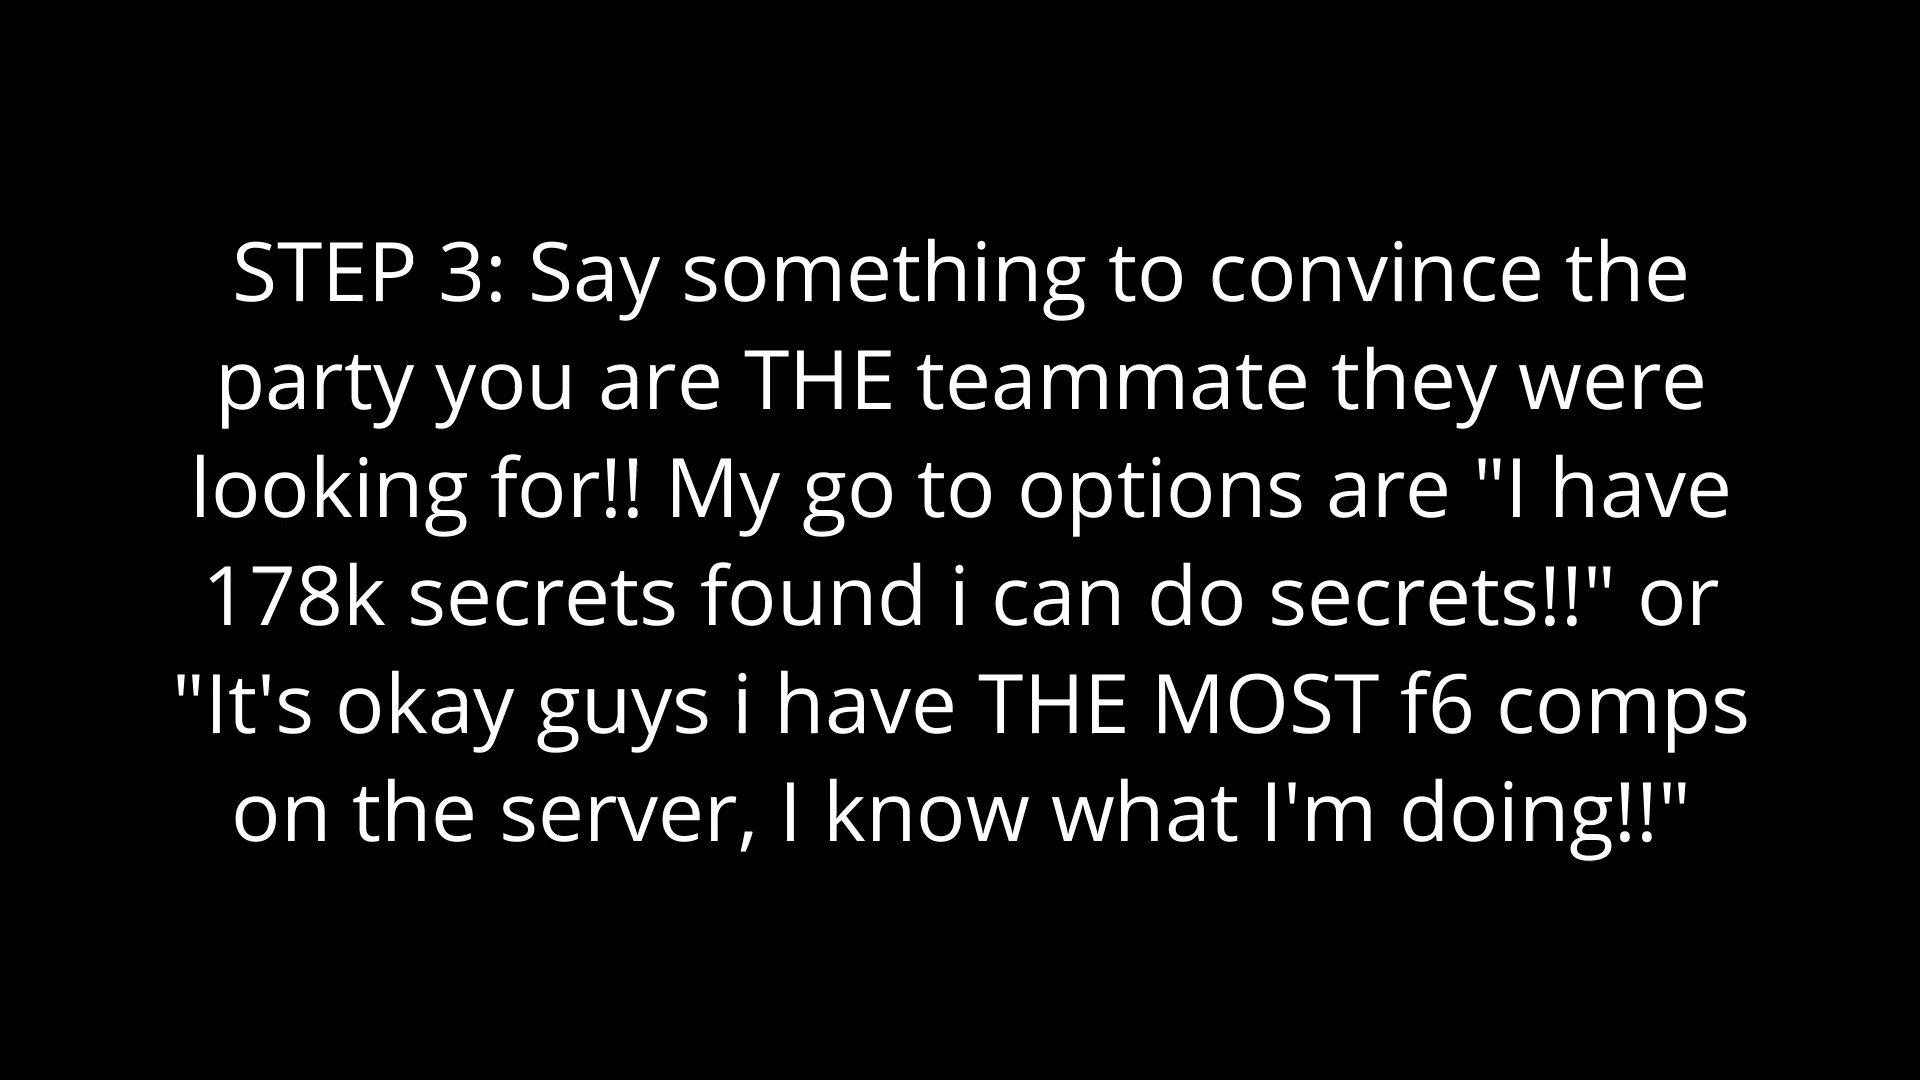 STEP 3: Say something to convince the
party you are THE teammate they were
looking for!! My go to options are "I have
178k secrets found i can do secrets!!" or
"It's okay guys i have THE MOST f6 comps
on the server, I know what I'm doing!!"